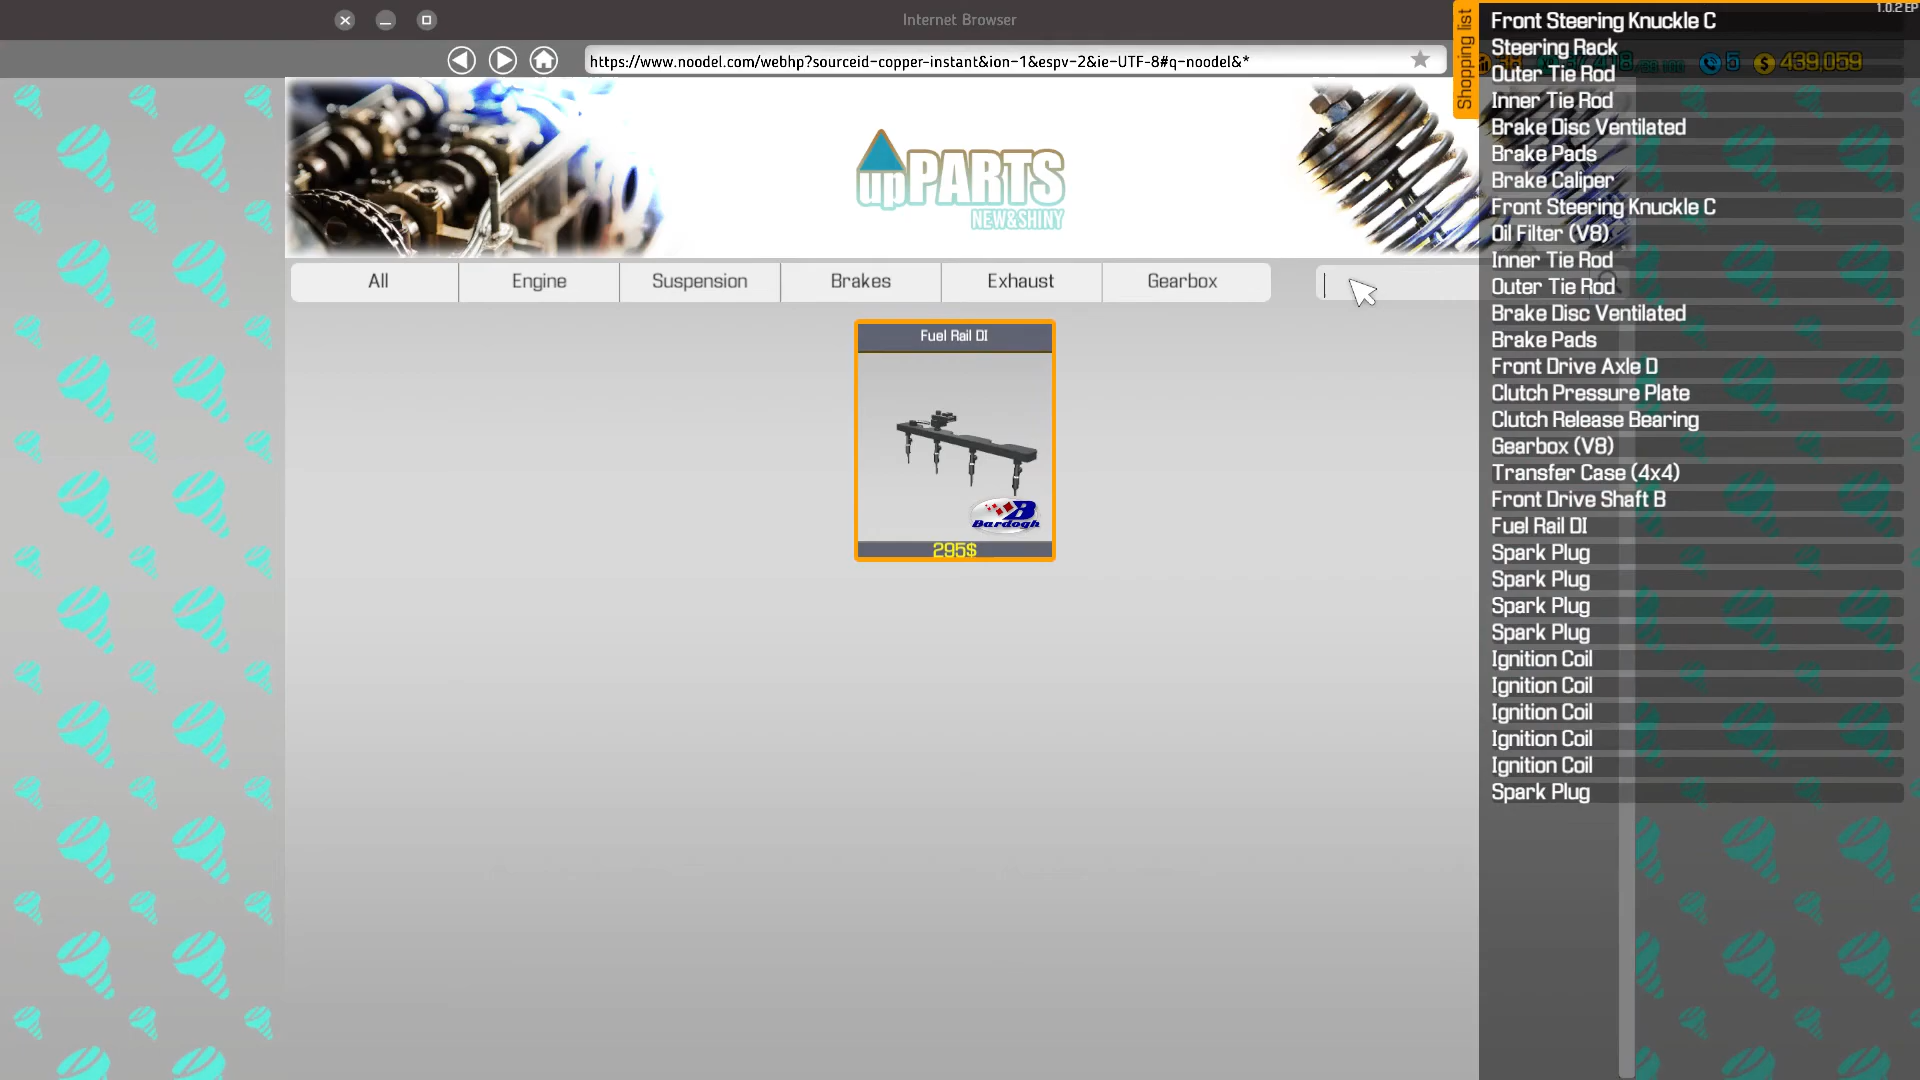 Internet Browser
https://www.noodel.com/webhp?sourceid-copper-instant&ion-1&espv-2&ie-UTF-8#q-noodel&*
upPARTS
NEW&SHINY
All
Engine
Suspension
Brakes
Exhaust
Gearbox
Fuel Rail DI
Bardogh
295$
Shopping list
1.0.2 EP
5
439,059
Front Steering Knuckle C
Steering Rack
Outer Tie Rod
Inner Tie Rod
Brake Disc Ventilated
Brake Pads
Brake Caliper
Front Steering Knuckle C
Oil Filter (V8)
Inner Tie Rod
Outer Tie Rod
Brake Disc Ventilated
Brake Pads
Front Drive Axle D
Clutch Pressure Plate
Clutch Release Bearing
Gearbox (V8)
Transfer Case (4x4)
Front Drive Shaft B
Fuel Rail DI
Spark Plug
Spark Plug
Spark Plug
Spark Plug
Ignition Coil
Ignition Coil
Ignition Coil
Ignition Coil
Ignition Coil
Spark Plug